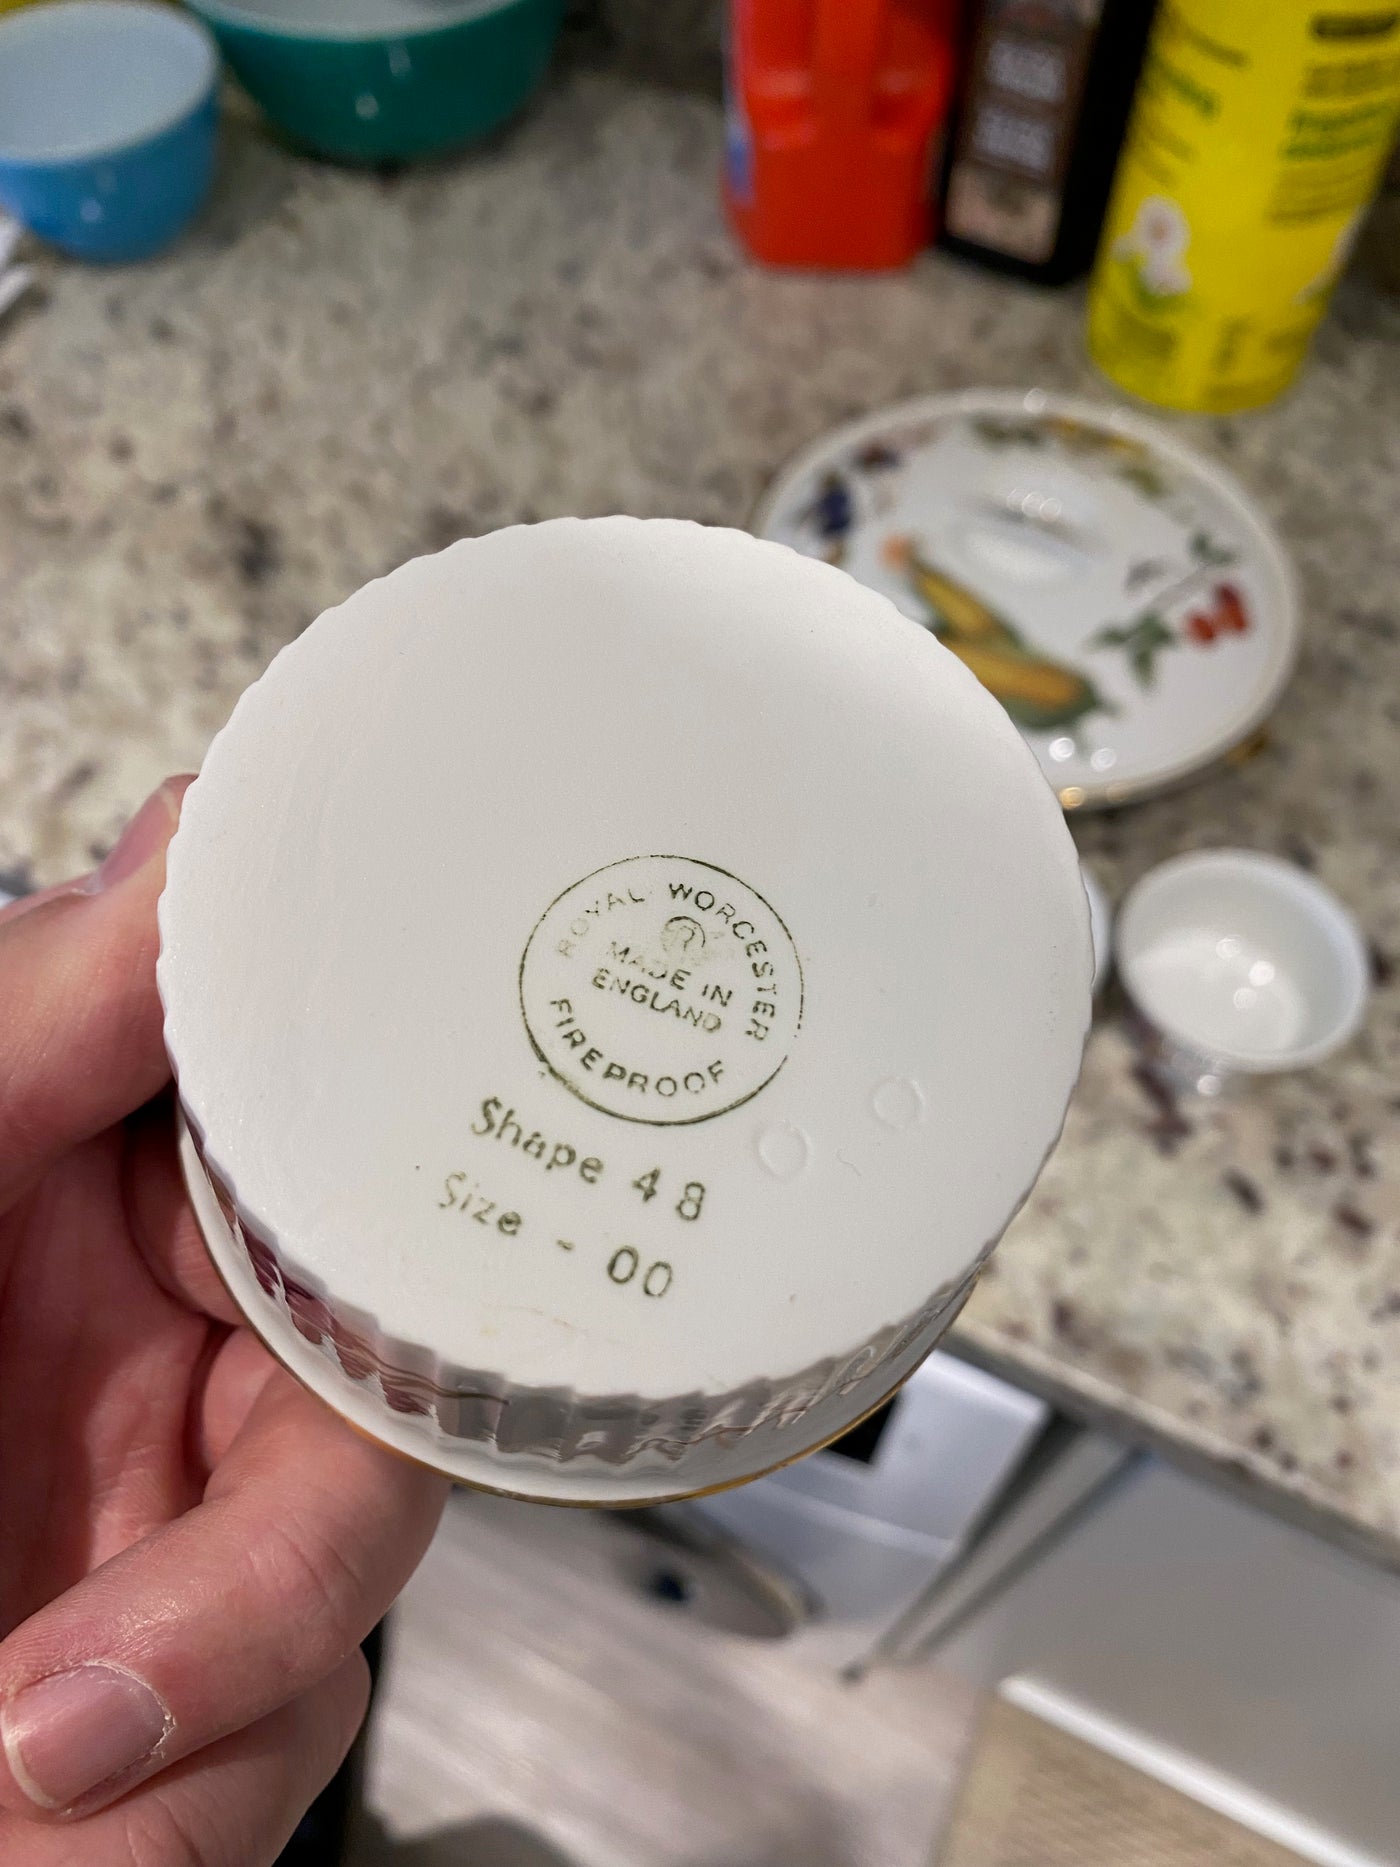 ROYAL WORCESTER
R
MADE IN
ENGLAND
FIREPROOF
Shape 48
Size - 00